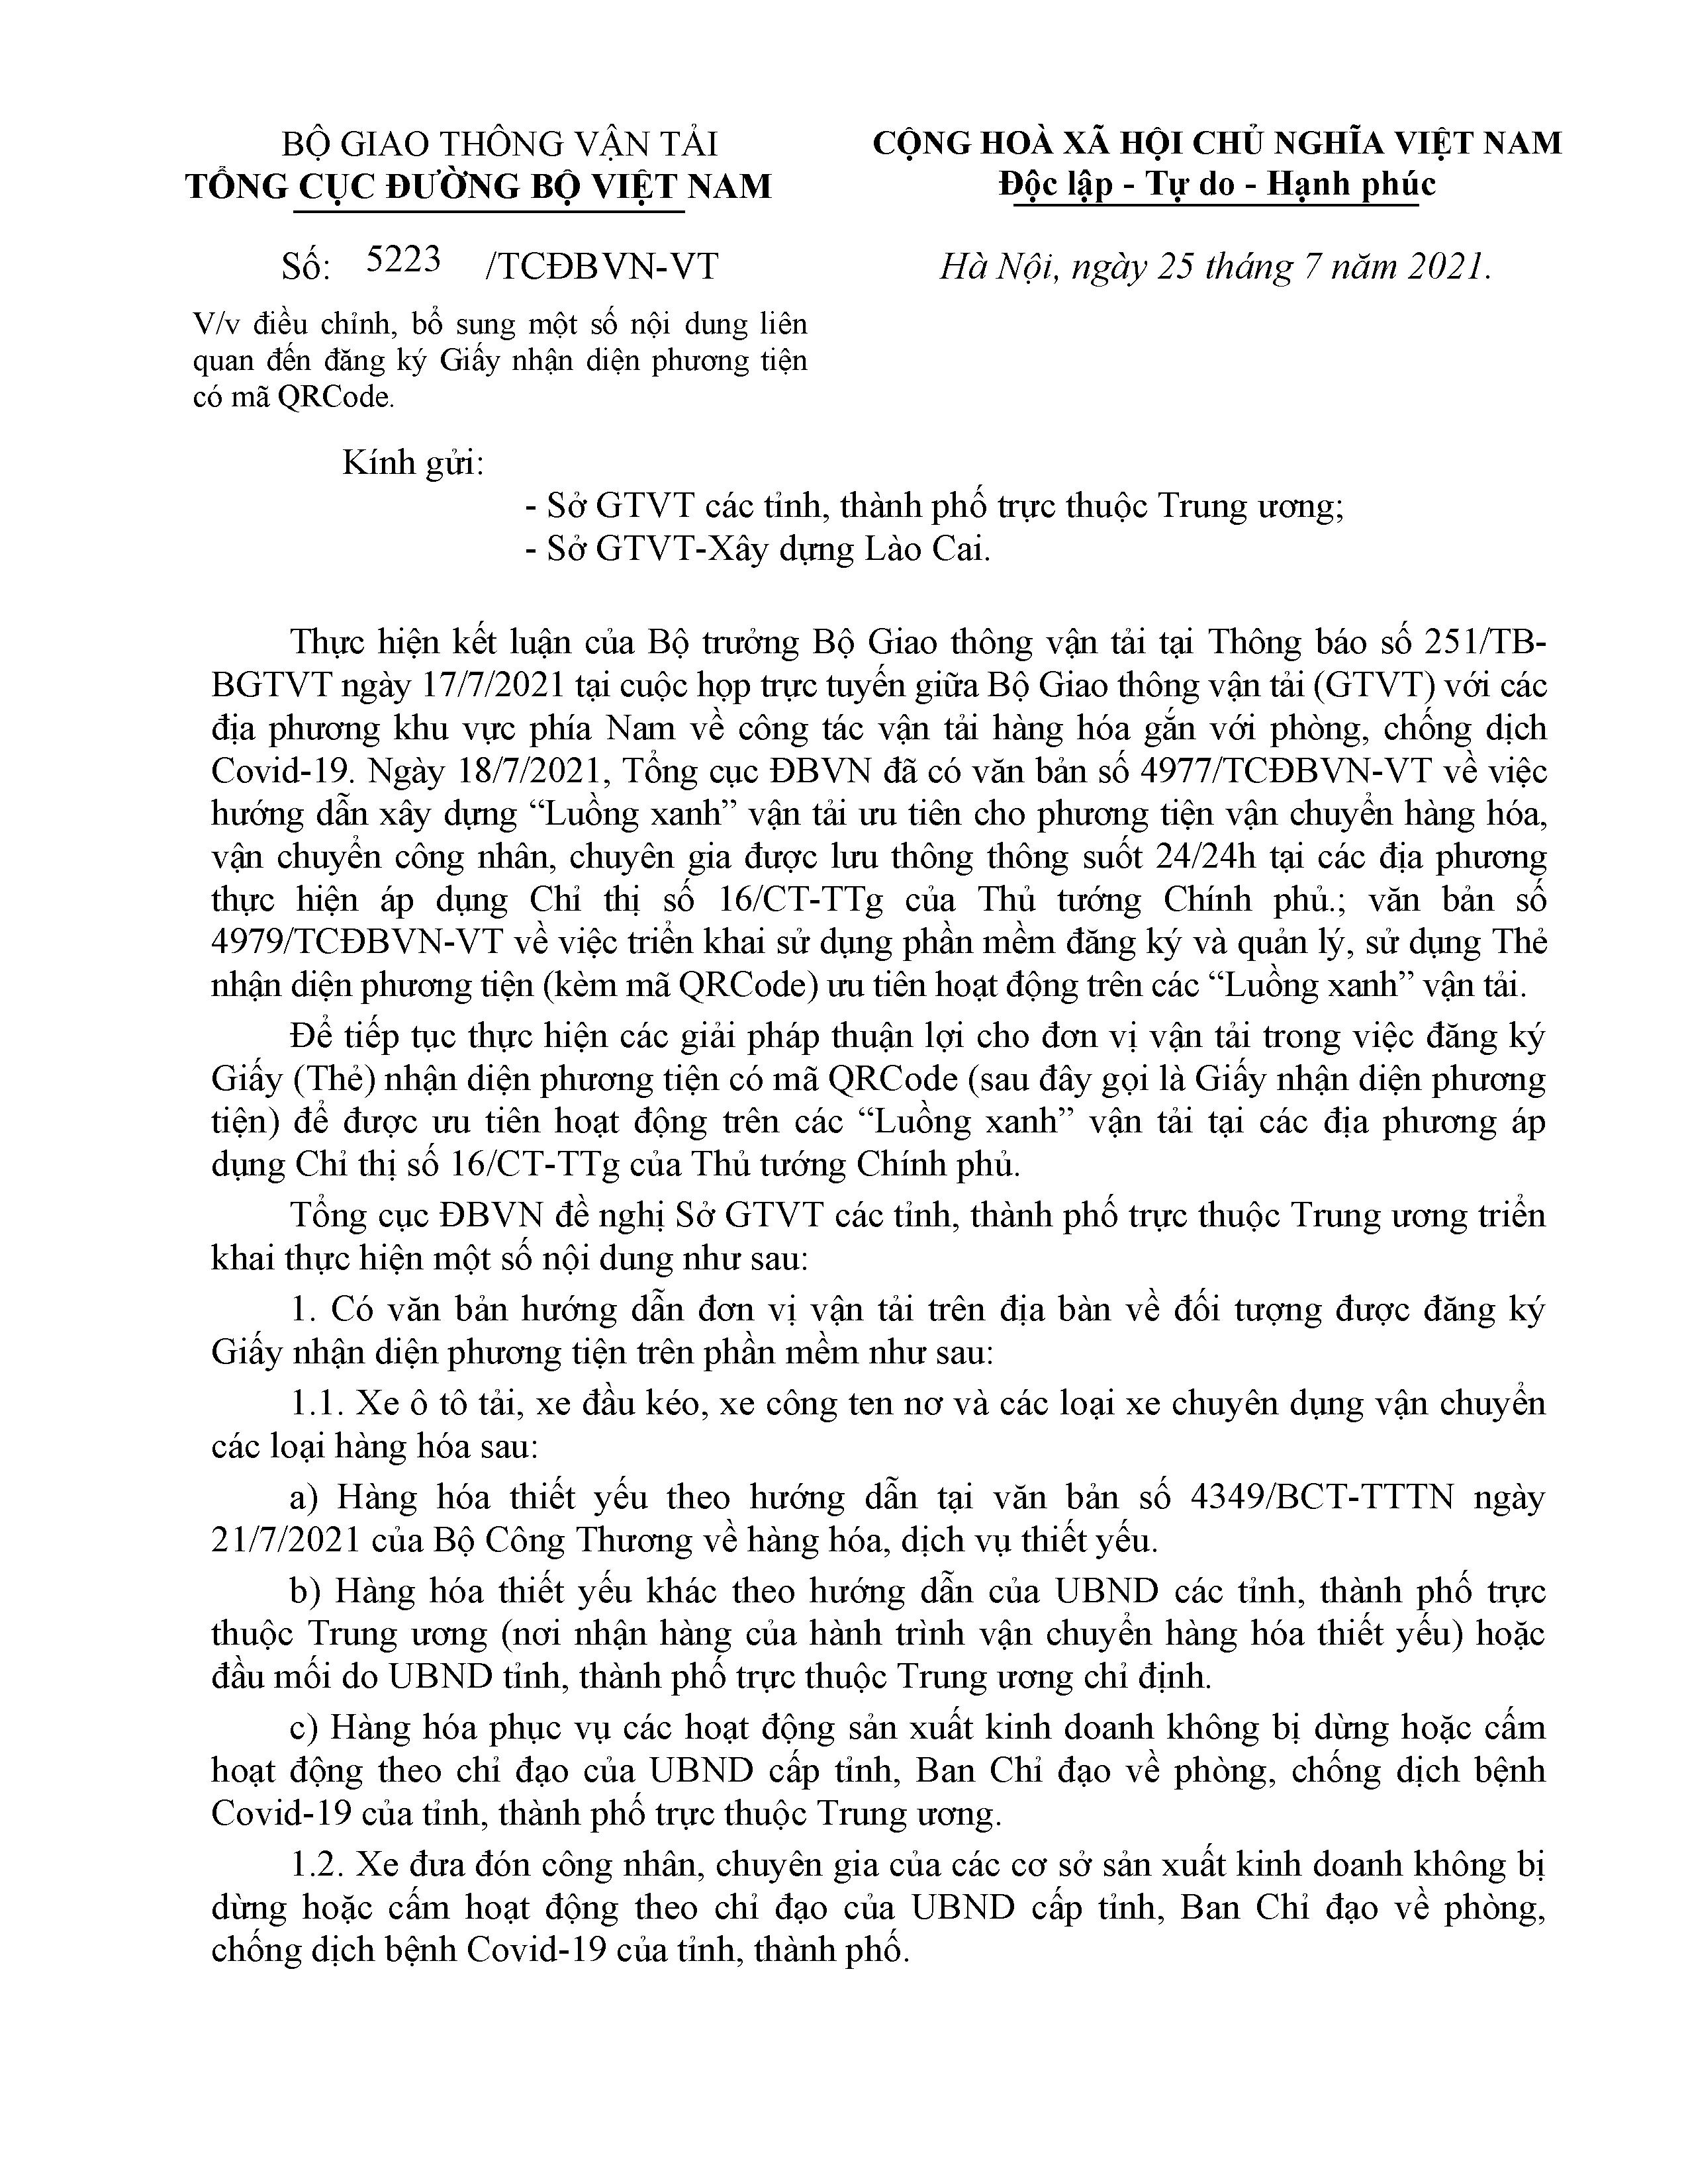 BỘ GIAO THÔNG VẬN TẢI
TỔNG CỤC ĐƯỜNG BỘ VIỆT NAM
CỘNG HOÀ XÃ HỘI CHỦ NGHĨA VIỆT NAM
Độc lập - Tự do - Hạnh phúc
Số: 5223 /TCĐBVN-VT
Hà Nội, ngày 25 tháng 7 năm 2021.
V/v điều chỉnh, bổ sung một số nội dung liên
quan đến đăng ký Giấy nhận diện phương tiện
có mã QRCode.
Kính gửi:
- Sở GTVT các tỉnh, thành phố trực thuộc Trung ương;
- Sở GTVT-Xây dựng Lào Cai.
Thực hiện kết luận của Bộ trưởng Bộ Giao thông vận tải tại Thông báo số 251/TB-
BGTVT ngày 17/7/2021 tại cuộc họp trực tuyến giữa Bộ Giao thông vận tải (GTVT) với các
địa phương khu vực phía Nam về công tác vận tải hàng hóa gắn với phòng, chống dịch
Covid-19. Ngày 18/7/2021, Tổng cục ĐBVN đã có văn bản số 4977/TCĐBVN-VT về việc
hướng dẫn xây dựng “Luồng xanh” vận tải ưu tiên cho phương tiện vận chuyển hàng hóa,
vận chuyển công nhân, chuyên gia được lưu thông thông suốt 24/24h tại các địa phương
thực hiện áp dụng Chỉ thị số 16/CT-TTg của Thủ tướng Chính phủ.; văn bản số
4979/TCĐBVN-VT về việc triển khai sử dụng phần mềm đăng ký và quản lý, sử dụng Thẻ
nhận diện phương tiện (kèm mã QRCode) ưu tiên hoạt động trên các “Luồng xanh” vận tải.
Để tiếp tục thực hiện các giải pháp thuận lợi cho đơn vị vận tải trong việc đăng ký
Giấy (Thẻ) nhận diện phương tiện có mã QRCode (sau đây gọi là Giấy nhận diện phương
tiện) để được ưu tiên hoạt động trên các “Luồng xanh” vận tải tại các địa phương áp
dụng Chỉ thị số 16/CT-TTg của Thủ tướng Chính phủ.
Tổng cục ĐBVN đề nghị Sở GTVT các tỉnh, thành phố trực thuộc Trung ương triển
khai thực hiện một số nội dung như sau:
1. Có văn bản hướng dẫn đơn vị vận tải trên địa bàn về đối tượng được đăng ký
Giấy nhận diện phương tiện trên phần mềm như sau:
1.1. Xe ô tô tải, xe đầu kéo, xe công ten nơ và các loại xe chuyên dụng vận chuyển
các loại hàng hóa sau:
a) Hàng hóa thiết yếu theo hướng dẫn tại văn bản số 4349/BCT-TTTN ngày
21/7/2021 của Bộ Công Thương về hàng hóa, dịch vụ thiết yếu.
b) Hàng hóa thiết yếu khác theo hướng dẫn của UBND các tỉnh, thành phố trực
thuộc Trung ương (nơi nhận hàng của hành trình vận chuyển hàng hóa thiết yếu) hoặc
đầu mối do UBND tỉnh, thành phố trực thuộc Trung ương chỉ định.
c) Hàng hóa phục vụ các hoạt động sản xuất kinh doanh không bị dừng hoặc cấm
hoạt động theo chỉ đạo của UBND cấp tỉnh, Ban Chỉ đạo về phòng, chống dịch bệnh
Covid-19 của tỉnh, thành phố trực thuộc Trung ương.
1.2. Xe đưa đón công nhân, chuyên gia của các cơ sở sản xuất kinh doanh không bị
dừng hoặc cấm hoạt động theo chỉ đạo của UBND cấp tỉnh, Ban Chỉ đạo về phòng,
chống dịch bệnh Covid-19 của tỉnh, thành phố.